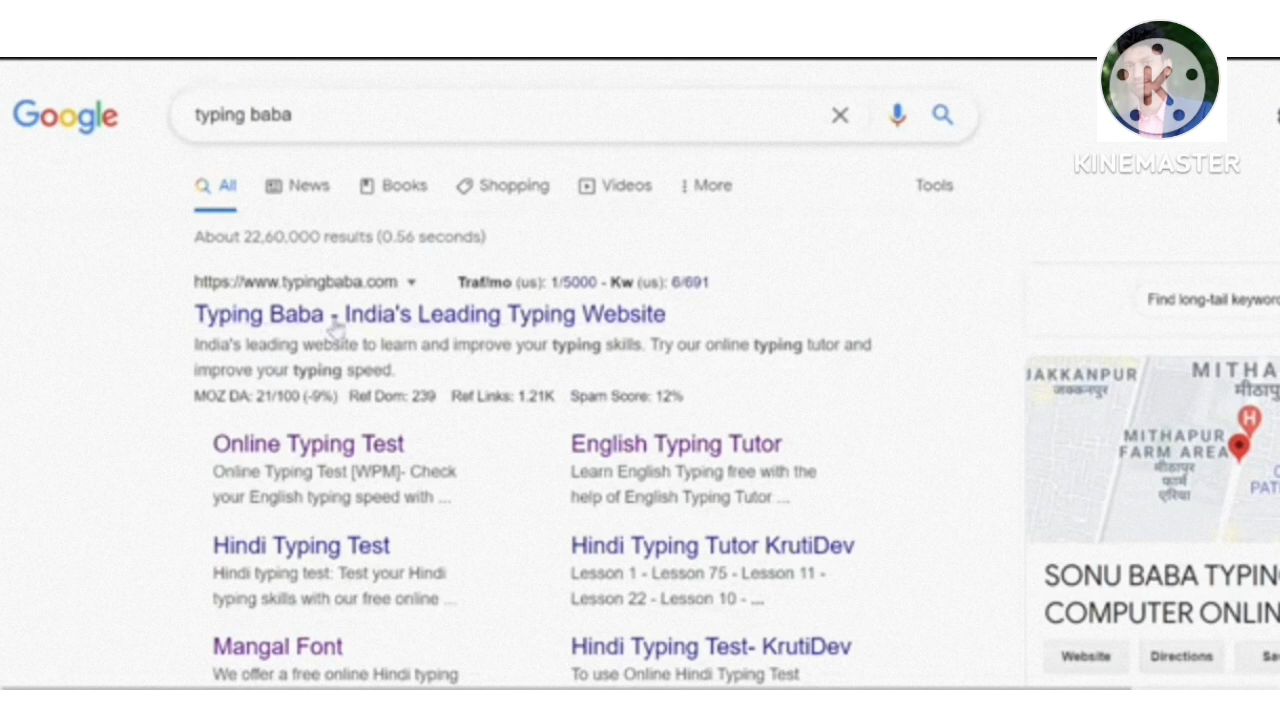 KINEMASTER
Google
typing baba
All News Books Shopping Videos More Tools
About 22,60,000 results (0.56 seconds)
https://www.typingbaba.com Traf/mo (us): 1/5000 - Kw (us): 6/691
Typing Baba - India's Leading Typing Website
India's leading website to learn and improve your typing skills. Try our online typing tutor and
improve your typing speed.
MOZ DA: 21/100 (-9%) Ref Dom: 239 Ref Links: 1.21K Spam Score: 12%
Online Typing Test
Online Typing Test [WPM]- Check
your English typing speed with ...
English Typing Tutor
Learn English Typing free with the
help of English Typing Tutor ...
Hindi Typing Test
Hindi typing test: Test your Hindi
typing skills with our free online ...
Hindi Typing Tutor KrutiDev
Lesson 1 - Lesson 75 - Lesson 11 -
Lesson 22 - Lesson 10 - ...
Mangal Font
We offer a free online Hindi typing
Hindi Typing Test- KrutiDev
To use Online Hindi Typing Test
Find long-tail keyword
JAKKANPUR
जक्कनपुर
MITHA
मीठापु
MITHAPUR
FARM AREA
मीठापुर
फार्म
एरिया
PAT
SONU BABA TYPING
COMPUTER ONLIN
Website Directions Sa